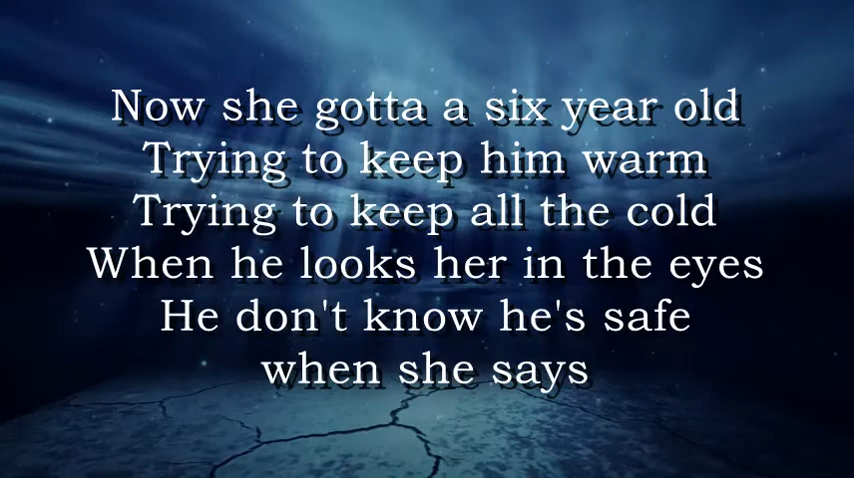 Now she gotta a six year old
Trying to keep him warm
Trying to keep all the cold
When he looks her in the eyes
He don't know he's safe
when she says